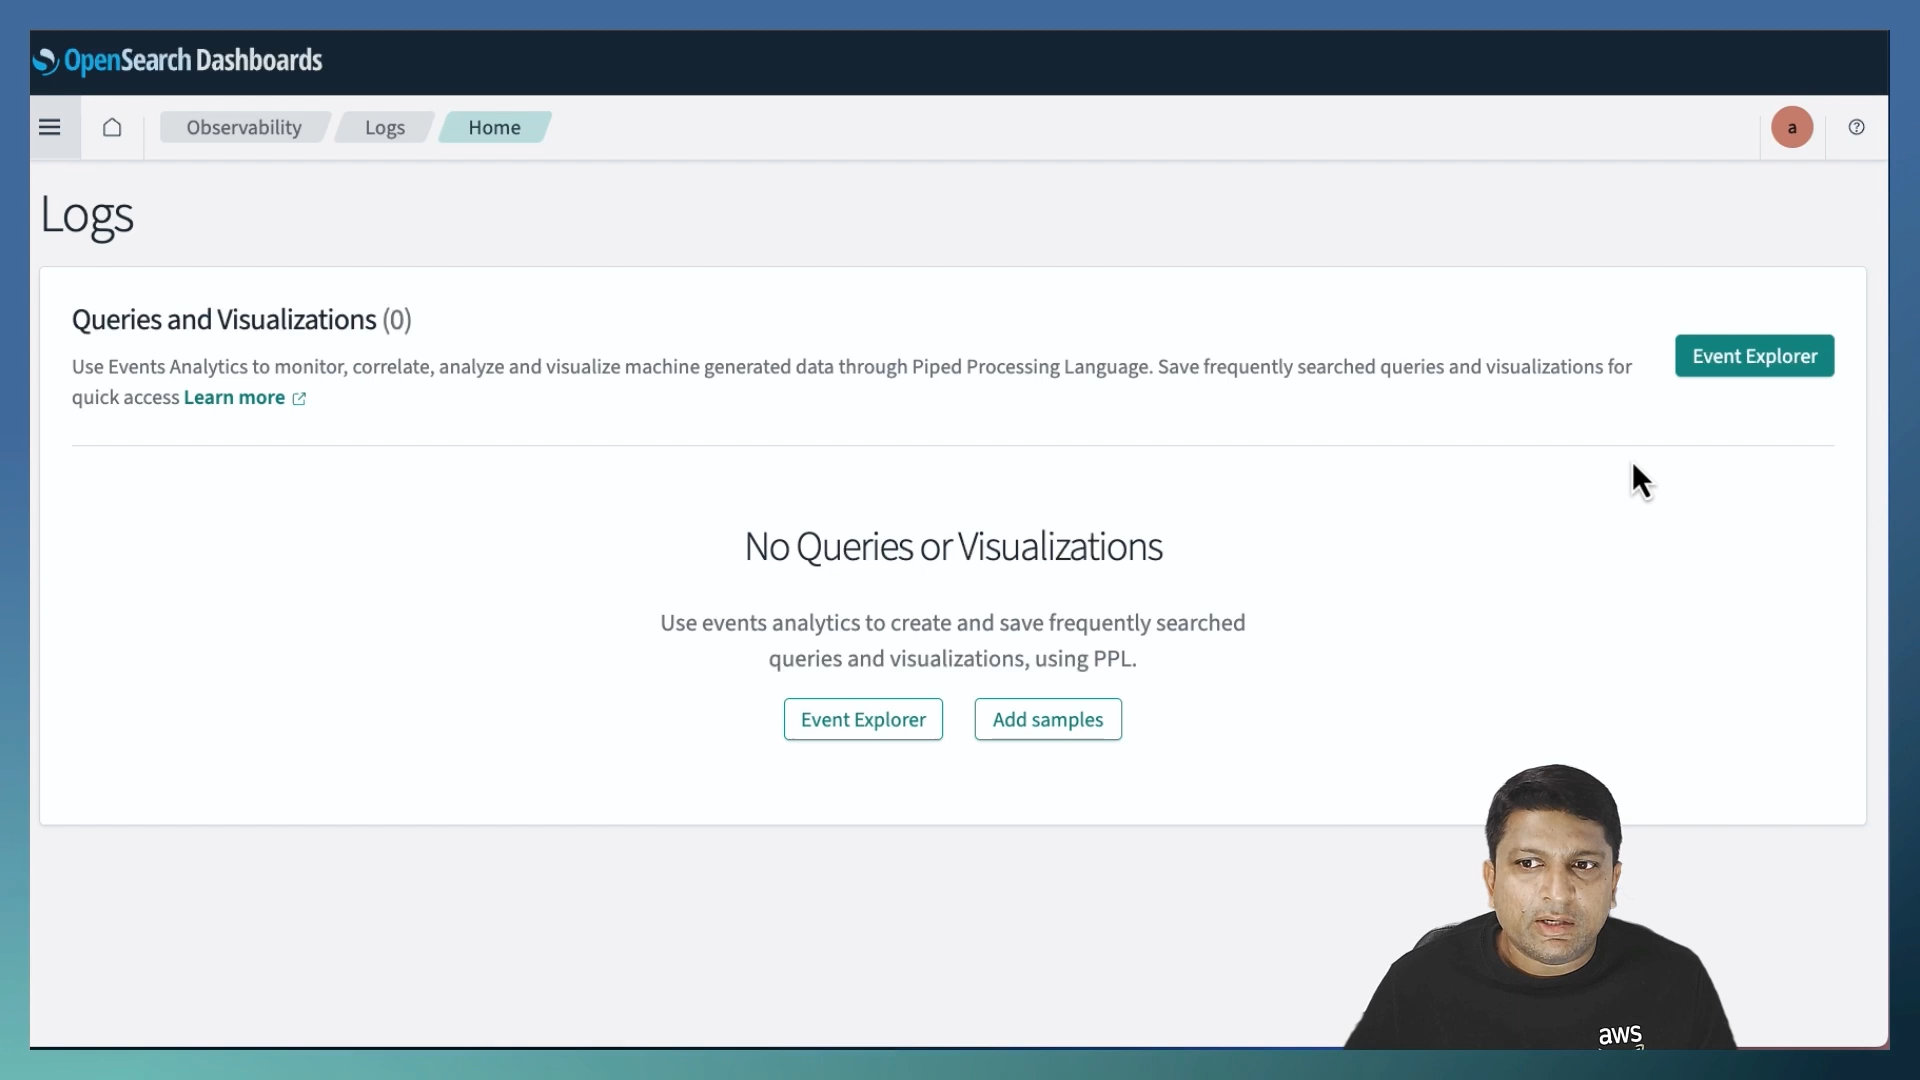 OpenSearch Dashboards
Observability
Logs
Home
a
Logs
Queries and Visualizations (0)
Use Events Analytics to monitor, correlate, analyze and visualize machine generated data through Piped Processing Language. Save frequently searched queries and visualizations for
quick access Learn more
Event Explorer
No Queries or Visualizations
Use events analytics to create and save frequently searched
queries and visualizations, using PPL.
Event Explorer
Add samples
aws